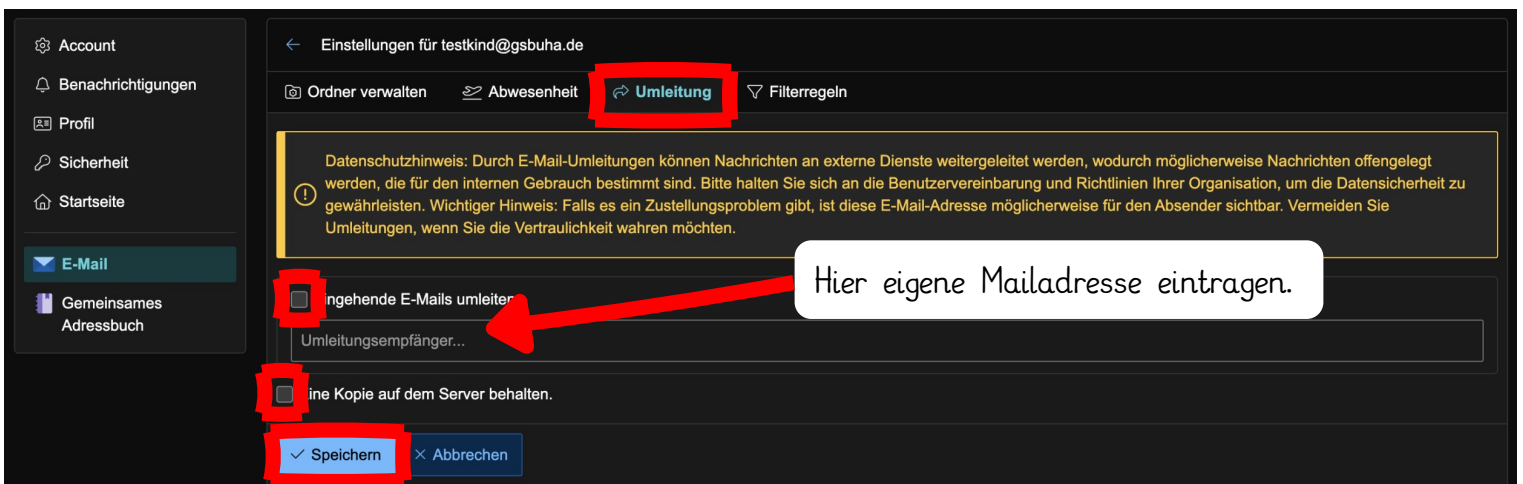 Account
Benachrichtigungen
Profil
Sicherheit
Startseite
E-Mail
Gemeinsames
Adressbuch
Einstellungen für testkind@gsbuha.de
Ordner verwalten Abwesenheit Umleitung Filterregeln
Datenschutzhinweis: Durch E-Mail-Umleitungen können Nachrichten an externe Dienste weitergeleitet werden, wodurch möglicherweise Nachrichten offengelegt
werden, die für den internen Gebrauch bestimmt sind. Bitte halten Sie sich an die Benutzervereinbarung und Richtlinien Ihrer Organisation, um die Datensicherheit zu
gewährleisten. Wichtiger Hinweis: Falls es ein Zustellungsproblem gibt, ist diese E-Mail-Adresse möglicherweise für den Absender sichtbar. Vermeiden Sie
Umleitungen, wenn Sie die Vertraulichkeit wahren möchten.
Hier eigene Mailadresse eintragen.
ingehende E-Mails umleiten
Umleitungsempfänger...
ine Kopie auf dem Server behalten.
Speichern Abbrechen